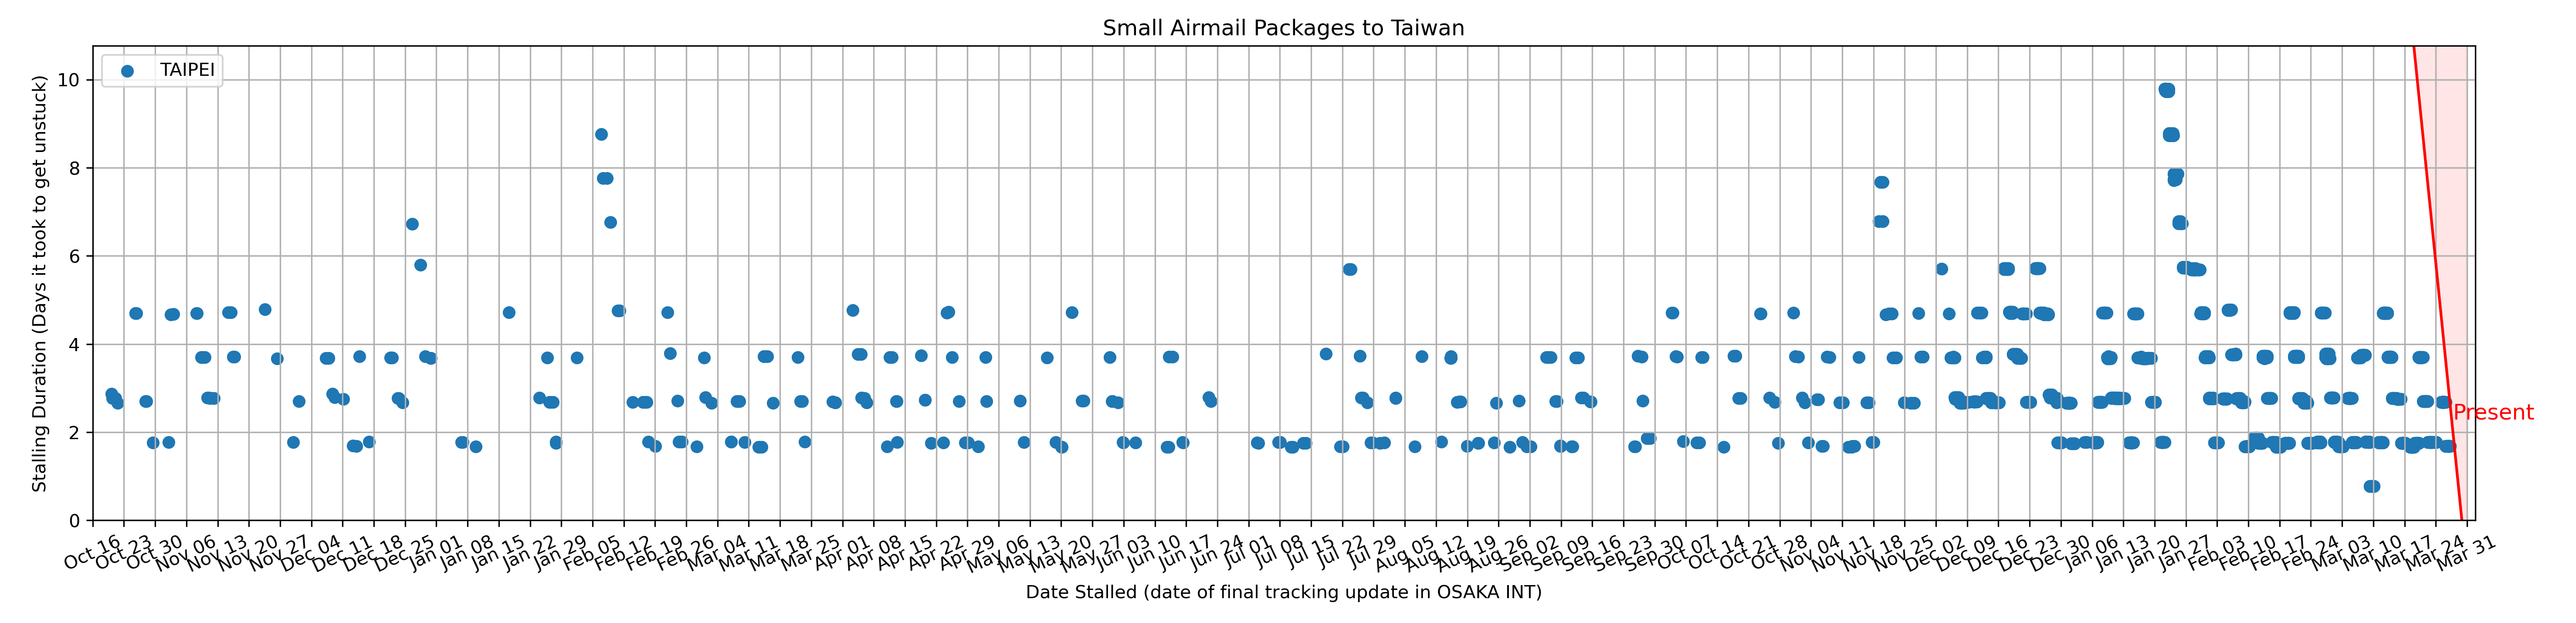 Small Airmail Packages to Taiwan
TAIPEI
Stalling Duration (Days it took to get unstuck)
10
8
6
4
2
0
Present
Oct 16
Oct 23
Oct 30
Nov 06
Nov 13
Nov 20
Nov 27
Dec 04
Dec 11
Dec 18
Dec 25
Jan 01
Jan 08
Jan 15
Jan 22
Jan 29
Feb 05
Feb 12
Feb 19
Feb 26
Mar 04
Mar 11
Mar 18
Mar 25
Apr 01
Apr 08
Apr 15
Apr 22
Apr 29
May 06
May 13
May 20
May 27
Jun 03
Jun 10
Jun 17
Jun 24
Jul 01
Jul 08
Jul 15
Jul 22
Jul 29
Aug 05
Aug 12
Aug 19
Aug 26
Sep 02
Sep 09
Sep 16
Sep 23
Sep 30
Oct 07
Oct 14
Oct 21
Oct 28
Nov 04
Nov 11
Nov 18
Nov 25
Dec 02
Dec 09
Dec 16
Dec 23
Dec 30
Jan 06
Jan 13
Jan 20
Jan 27
Feb 03
Feb 10
Feb 17
Feb 24
Mar 03
Mar 10
Mar 17
Mar 24
Mar 31
Date Stalled (date of final tracking update in OSAKA INT)